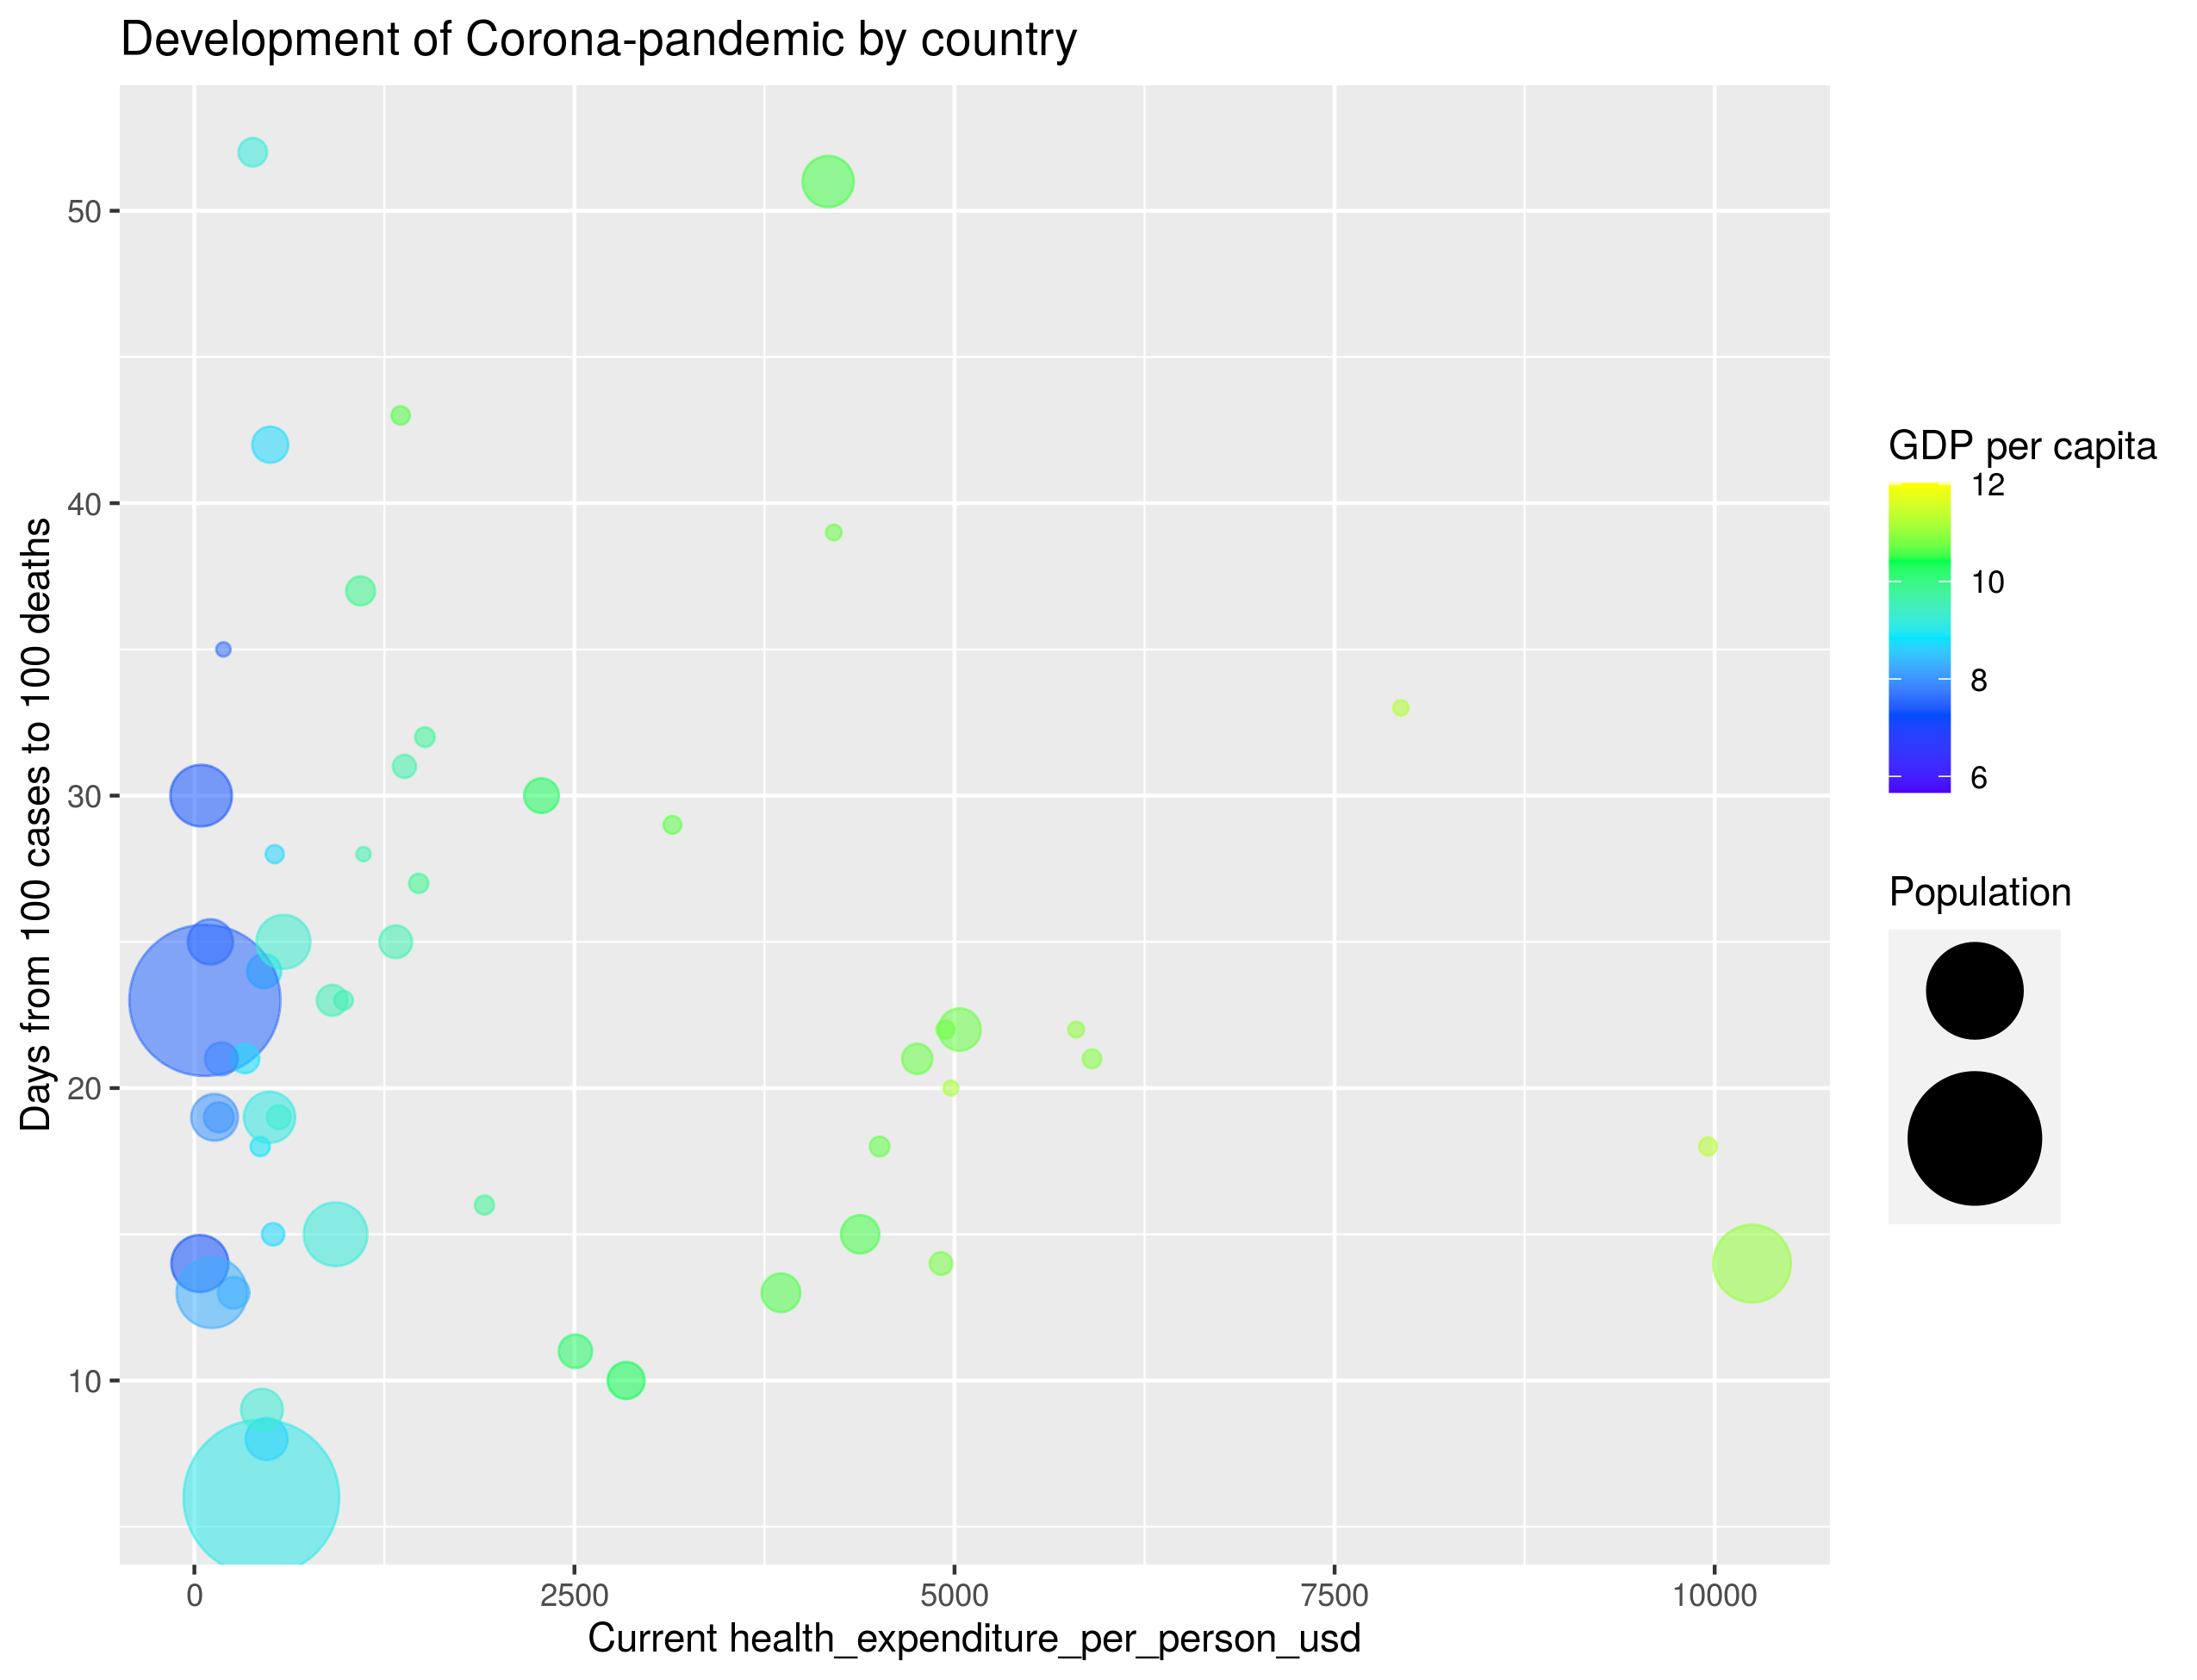 Development of Corona-pandemic by country
Days from 100 cases to 100 deaths
50
40
30
20
10
0
2500
5000
7500
10000
Current health_expenditure_per_person_usd
GDP per capita
12
10
8
6
Population